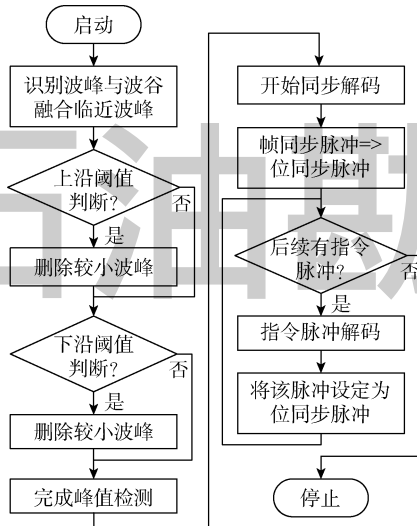 启动
识别波峰与波谷
融合临近波峰
上沿阈值
判断?
否
是
删除较小波峰
下沿阈值
判断?
否
是
删除较小波峰
完成峰值检测
开始同步解码
帧同步脉冲=>
位同步脉冲
后续有指令
脉冲?
否
是
指令脉冲解码
将该脉冲设定为
位同步脉冲
停止
石油勘